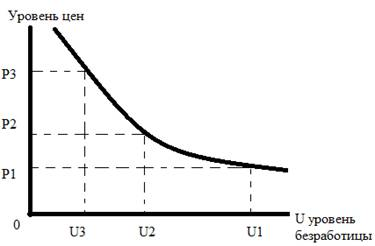 Уровень цен
P3
P2
P1
0
U3 U2 U1
U уровень
безработицы